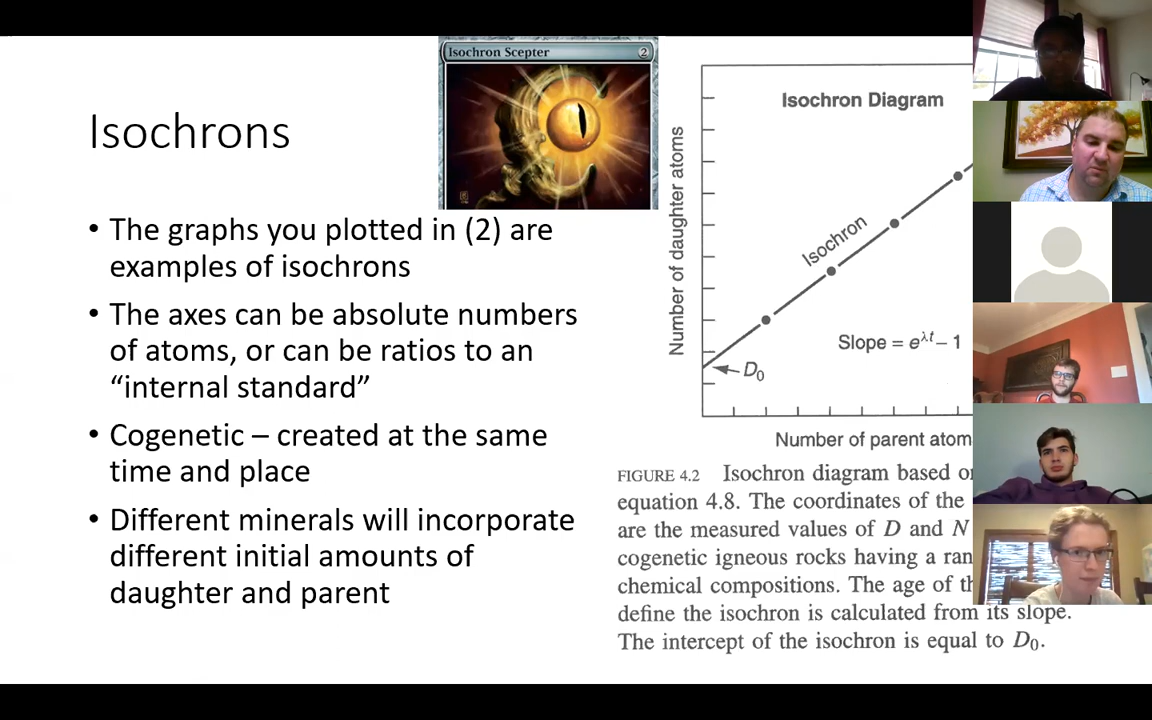 Isochron Scepter 2
Isochrons
• The graphs you plotted in (2) are
examples of isochrons
• The axes can be absolute numbers
of atoms, or can be ratios to an
“internal standard”
• Cogenetic – created at the same
time and place
• Different minerals will incorporate
different initial amounts of
daughter and parent
Isochron Diagram
Number of daughter atoms
Isochron
Slope = e^λt – 1
D₀
Number of parent atom
FIGURE 4.2 Isochron diagram based o
equation 4.8. The coordinates of the
are the measured values of D and N
cogenetic igneous rocks having a ran
chemical compositions. The age of th
define the isochron is calculated from its slope.
The intercept of the isochron is equal to D₀.